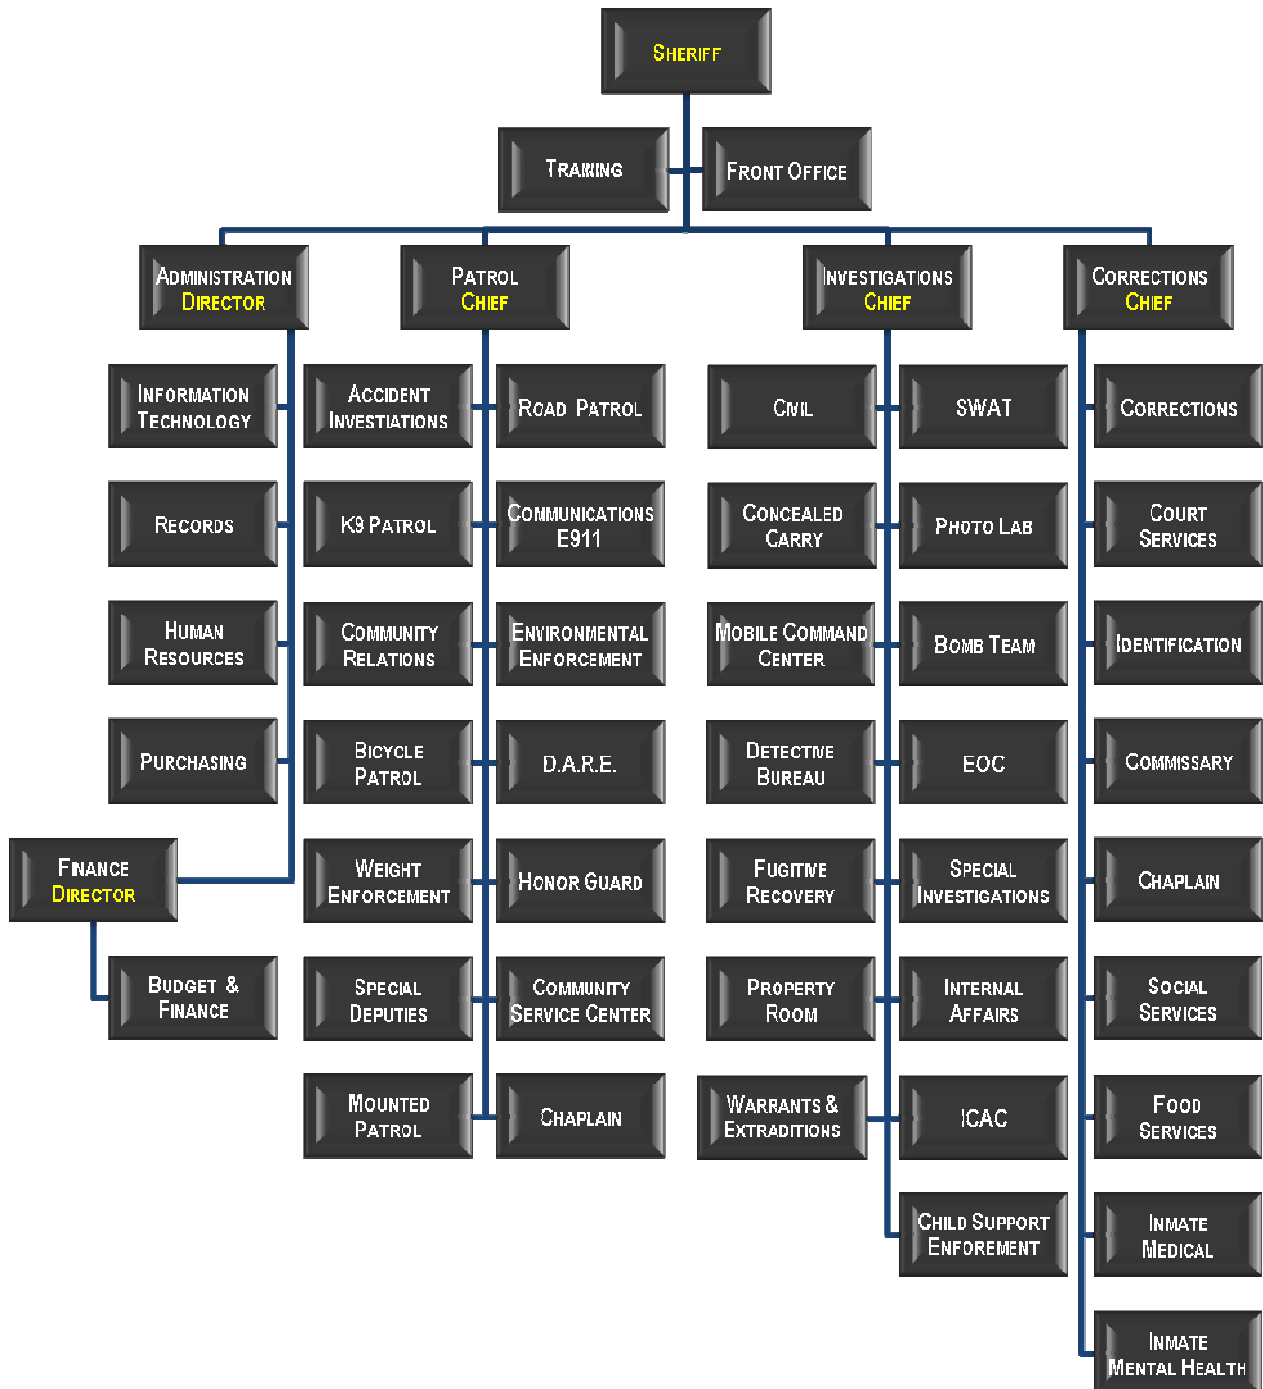 SHERIFF
TRAINING
FRONT OFFICE
ADMINISTRATION
DIRECTOR
PATROL
CHIEF
INVESTIGATIONS
CHIEF
CORRECTIONS
CHIEF
INFORMATION
TECHNOLOGY
ACCIDENT
INVESTIATIONS
ROAD PATROL
CIVIL
SWAT
CORRECTIONS
RECORDS
K9 PATROL
COMMUNICATIONS
E911
CONCEALED
CARRY
PHOTO LAB
COURT
SERVICES
HUMAN
RESOURCES
COMMUNITY
RELATIONS
ENVIRONMENTAL
ENFORCEMENT
MOBILE COMMAND
CENTER
BOMB TEAM
IDENTIFICATION
PURCHASING
BICYCLE
PATROL
D.A.R.E.
DETECTIVE
BUREAU
EOC
COMMISSARY
FINANCE
DIRECTOR
WEIGHT
ENFORCEMENT
HONOR GUARD
FUGITIVE
RECOVERY
SPECIAL
INVESTIGATIONS
CHAPLAIN
BUDGET &
FINANCE
SPECIAL
DEPUTIES
COMMUNITY
SERVICE CENTER
PROPERTY
ROOM
INTERNAL
AFFAIRS
SOCIAL
SERVICES
MOUNTED
PATROL
CHAPLAIN
WARRANTS &
EXTRADITIONS
ICAC
FOOD
SERVICES
CHILD SUPPORT
ENFOREMENT
INMATE
MEDICAL
INMATE
MENTAL HEALTH